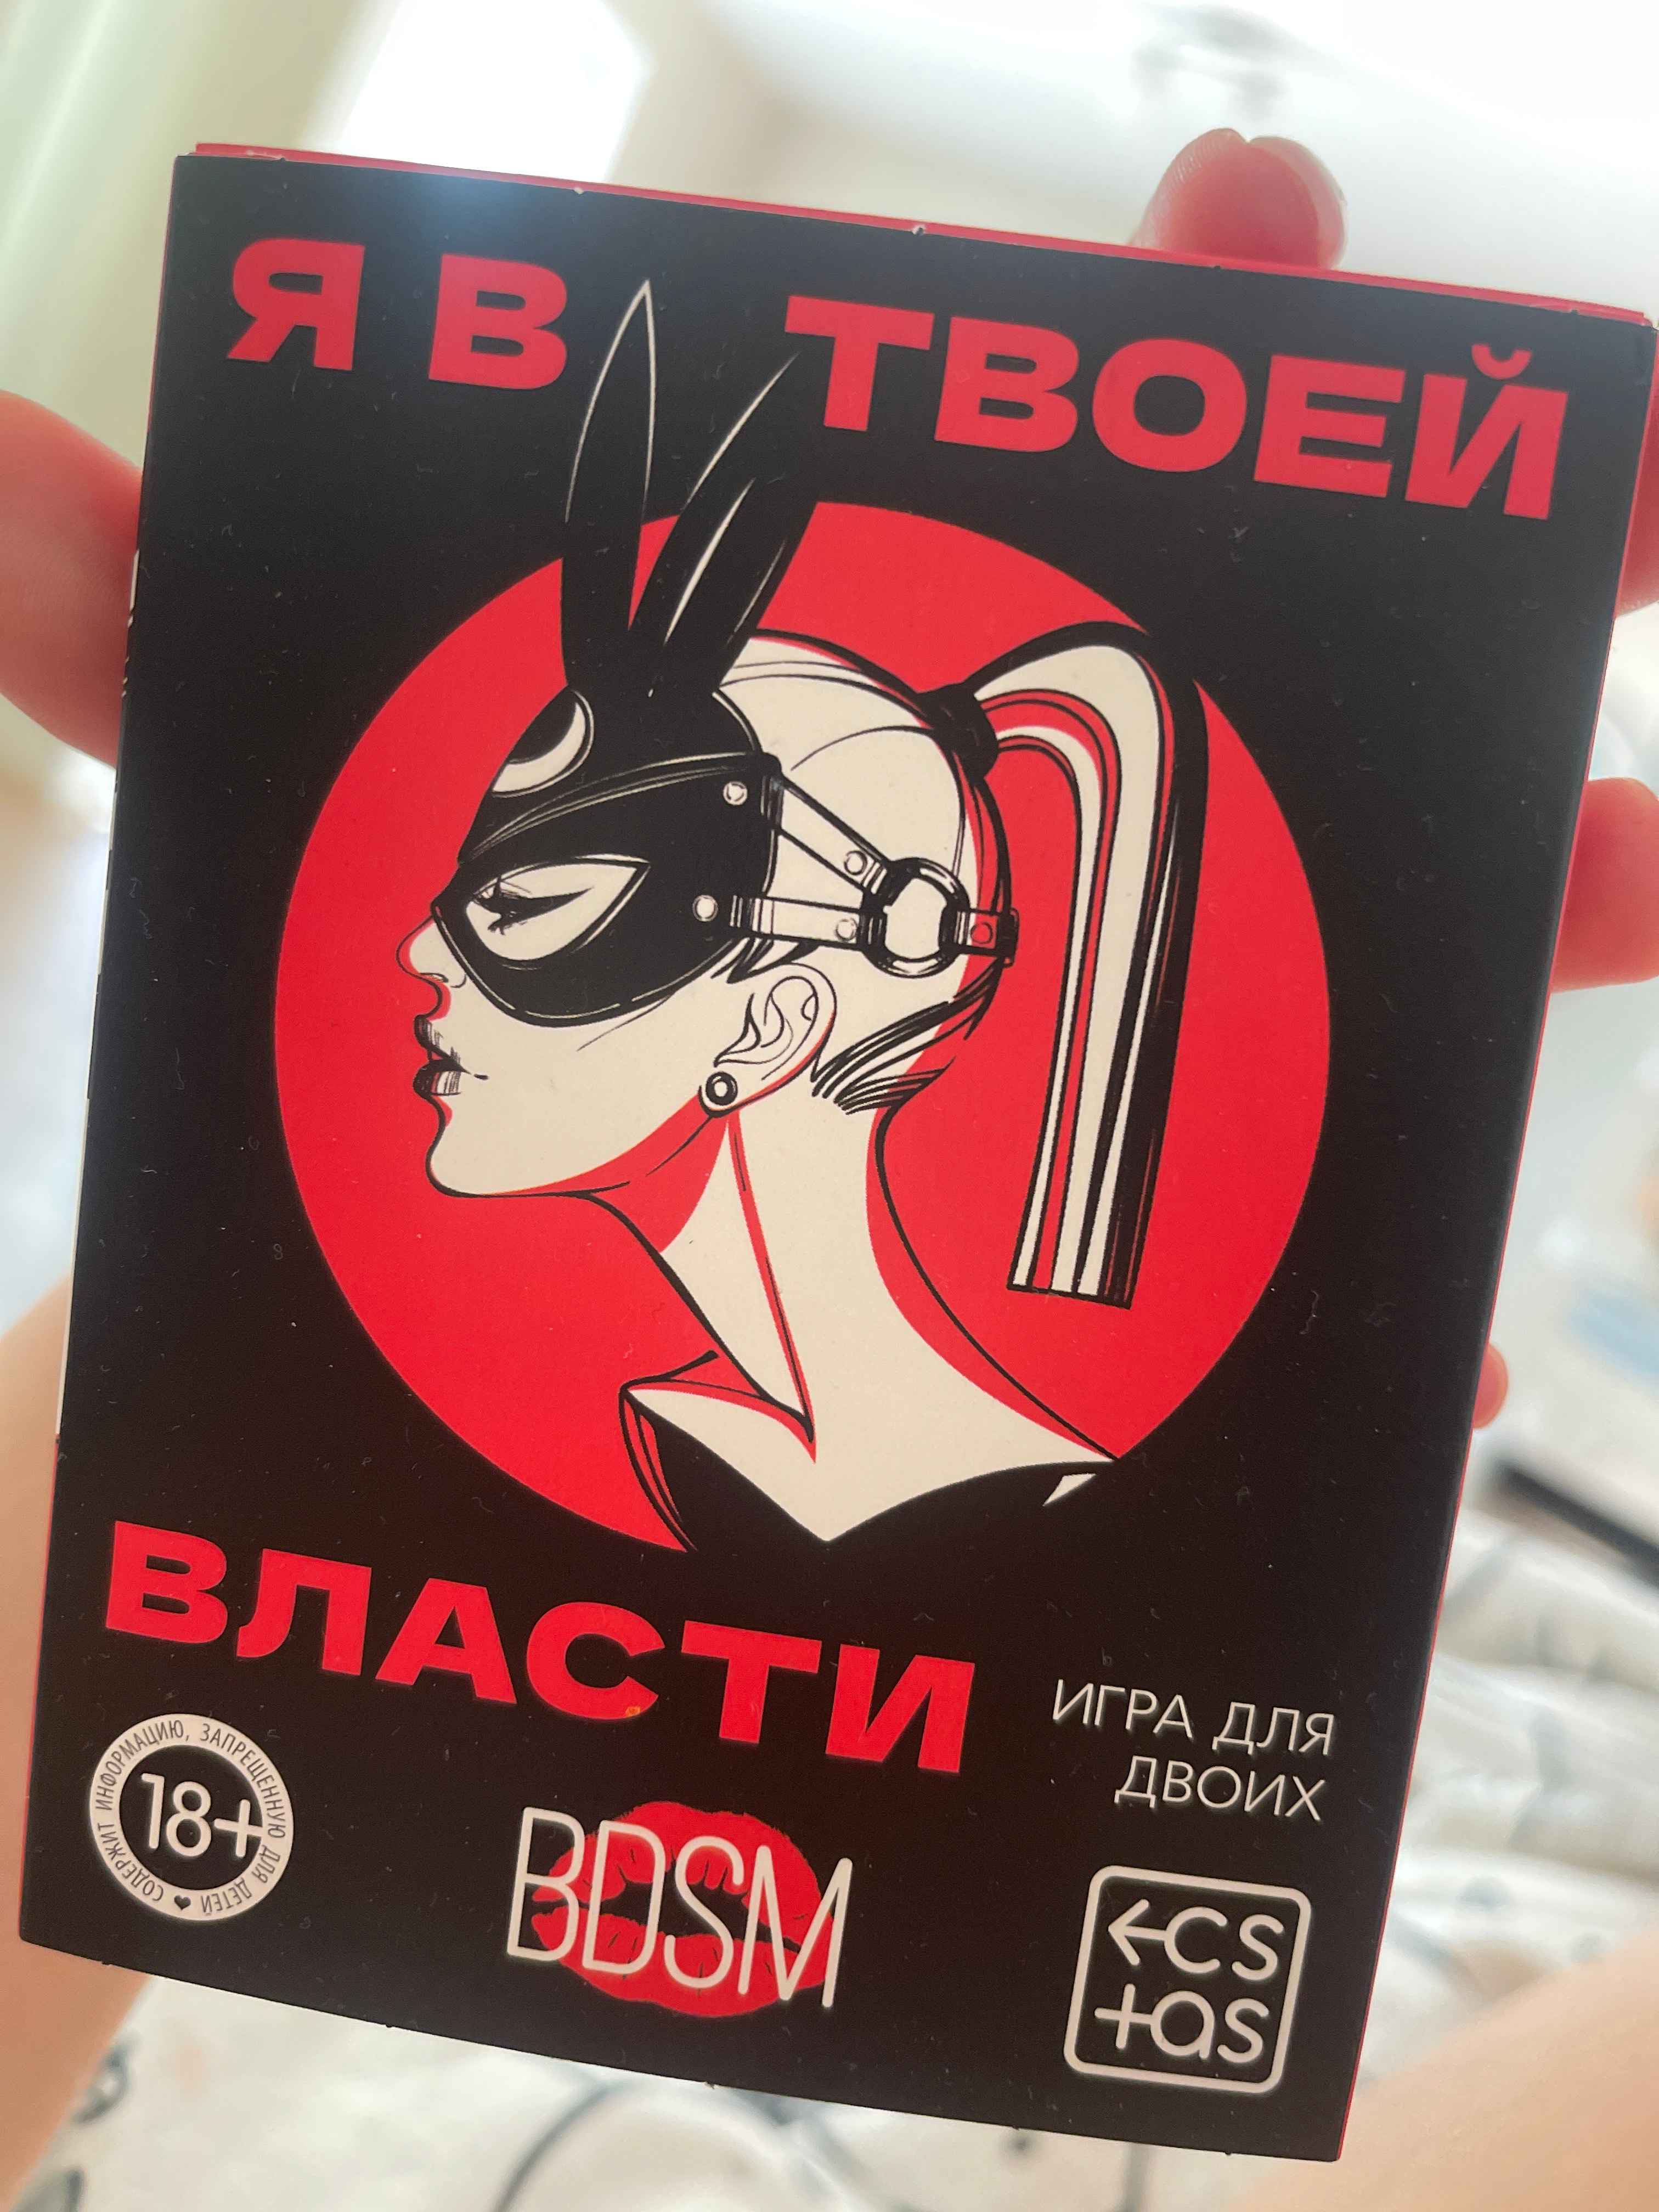 Я В ТВОЕЙ
ВЛАСТИ
ИГРА ДЛЯ
ДВОИХ
18+
СОДЕРЖИТ ИНФОРМАЦИЮ, ЗАПРЕЩЕННУЮ ДЛЯ ДЕТЕЙ
BDSM
ecs
tas